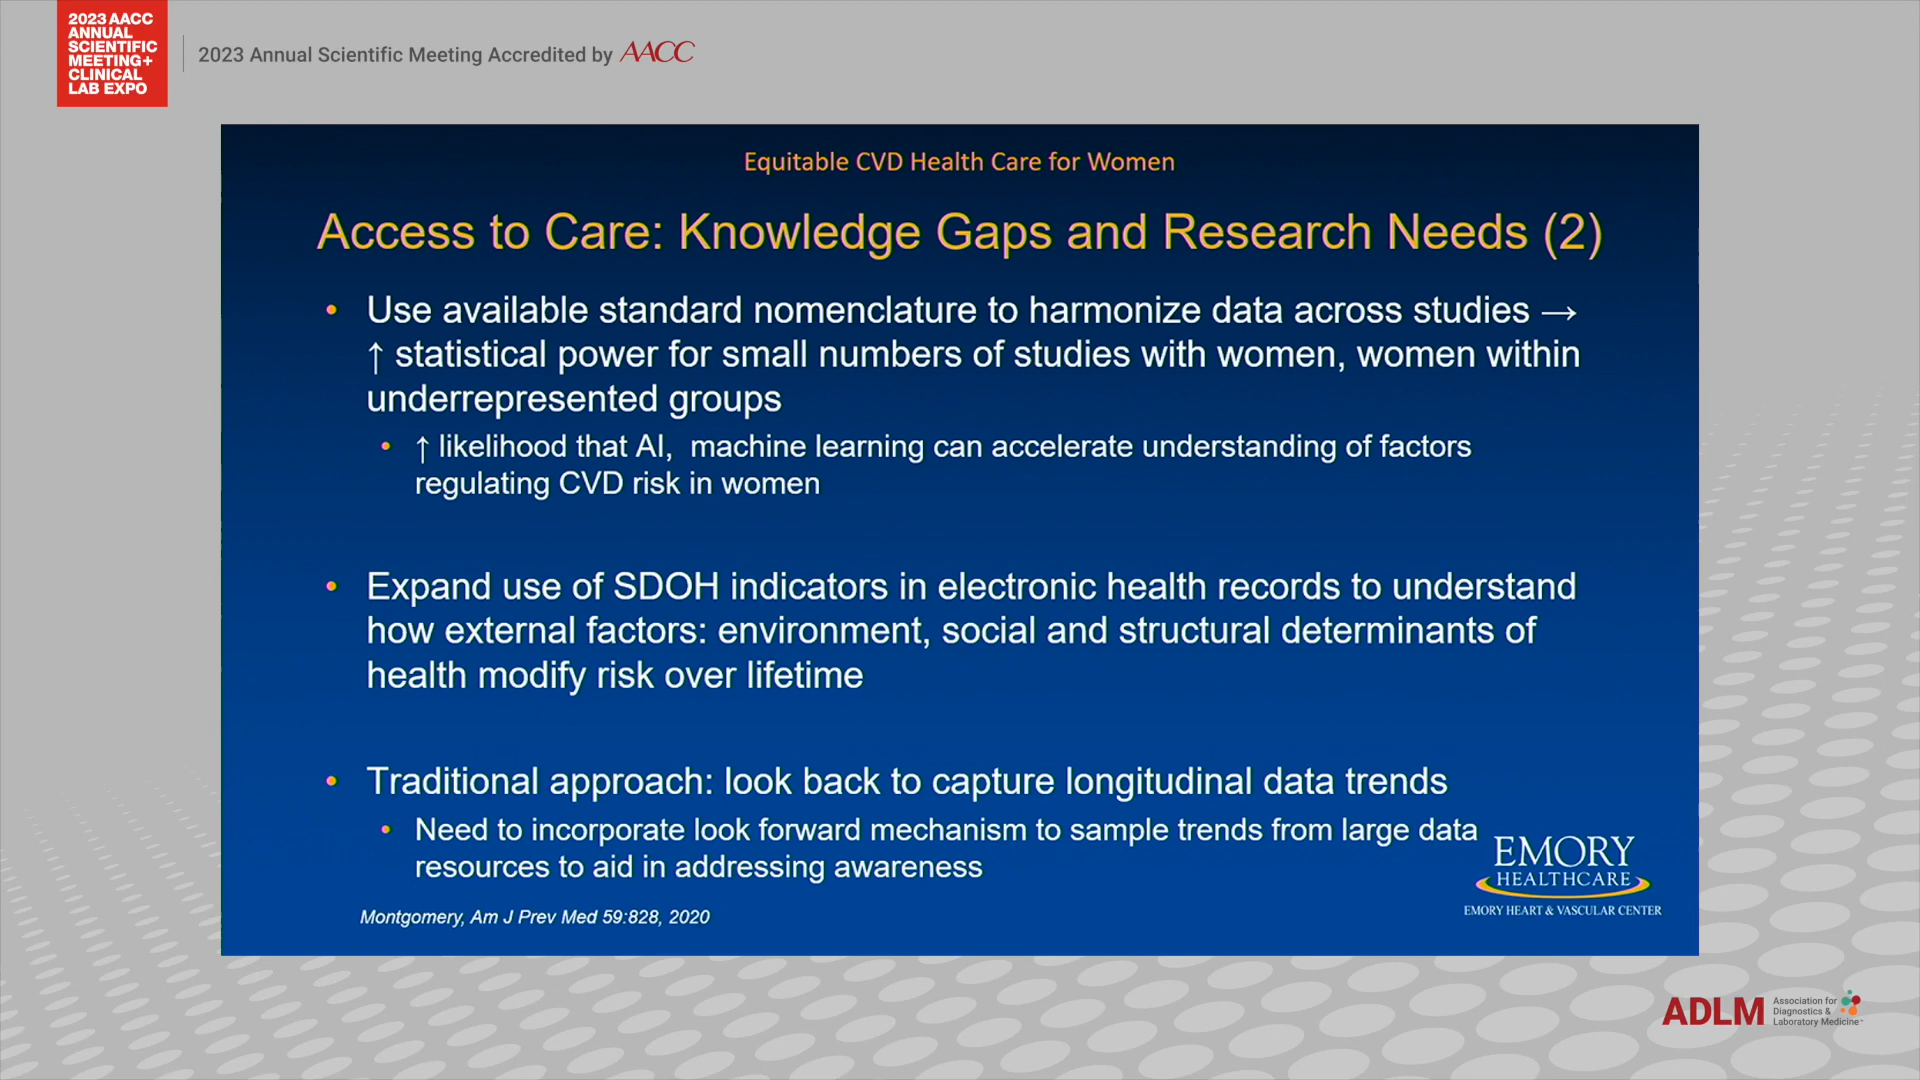 2023 AACC
ANNUAL
SCIENTIFIC
MEETING+
CLINICAL
LAB EXPO
2023 Annual Scientific Meeting Accredited by AACC
Equitable CVD Health Care for Women
Access to Care: Knowledge Gaps and Research Needs (2)
• Use available standard nomenclature to harmonize data across studies →
↑ statistical power for small numbers of studies with women, women within
underrepresented groups
• ↑ likelihood that AI, machine learning can accelerate understanding of factors
regulating CVD risk in women
• Expand use of SDOH indicators in electronic health records to understand
how external factors: environment, social and structural determinants of
health modify risk over lifetime
• Traditional approach: look back to capture longitudinal data trends
• Need to incorporate look forward mechanism to sample trends from large data
resources to aid in addressing awareness
Montgomery, Am J Prev Med 59:828, 2020
EMORY
HEALTHCARE
EMORY HEART & VASCULAR CENTER
ADLM
Association for
Diagnostics &
Laboratory Medicine